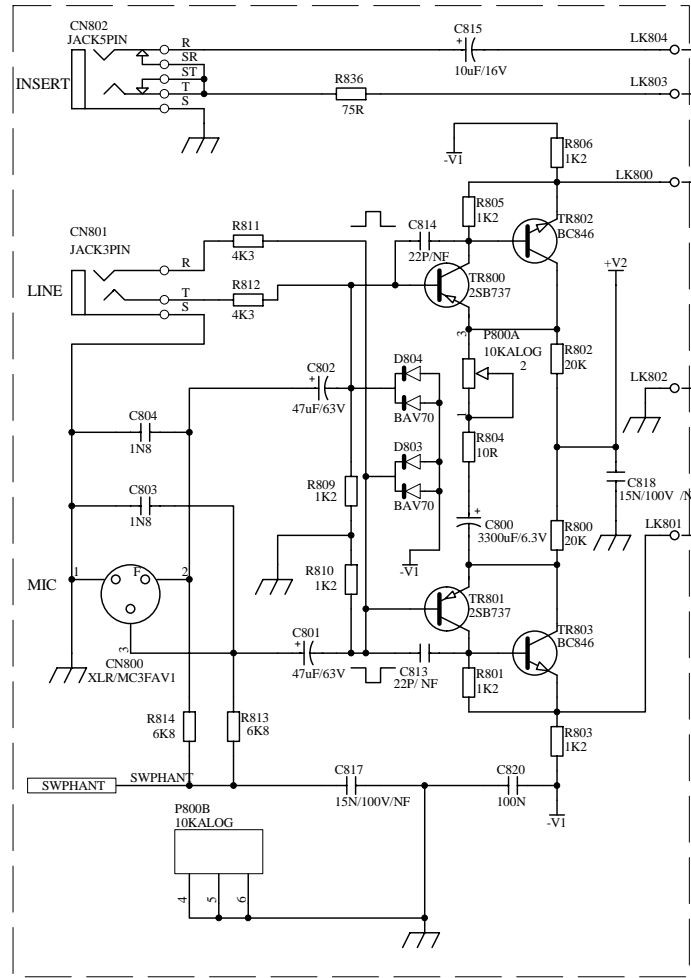 CN802
JACK5PIN
INSERT
R
SR
ST
T
S
C815
+
10uF/16V
LK804
LK803
R836
75R
-V1
R806
1K2
LK800
R805
1K2
TR802
BC846
CN801
JACK3PIN
LINE
R
T
S
R811
4K3
R812
4K3
C814
22P/NF
TR800
2SB737
+V2
3
P800A
10KALOG
2
1
R802
20K
LK802
C802
+
47uF/63V
D804
BAV70
D803
BAV70
-V1
R804
10R
C804
1N8
C803
1N8
R809
1K2
R810
1K2
+
C800
3300uF/6.3V
R800
20K
C818
15N/100V /N
LK801
MIC
1
F
2
3
CN800
XLR/MC3FAV1
C801
+
47uF/63V
C813
22P/ NF
TR801
2SB737
TR803
BC846
R801
1K2
R803
1K2
R814
6K8
R813
6K8
SWPHANT
SWPHANT
C817
15N/100V/NF
C820
100N
-V1
P800B
10KALOG
4
5
6